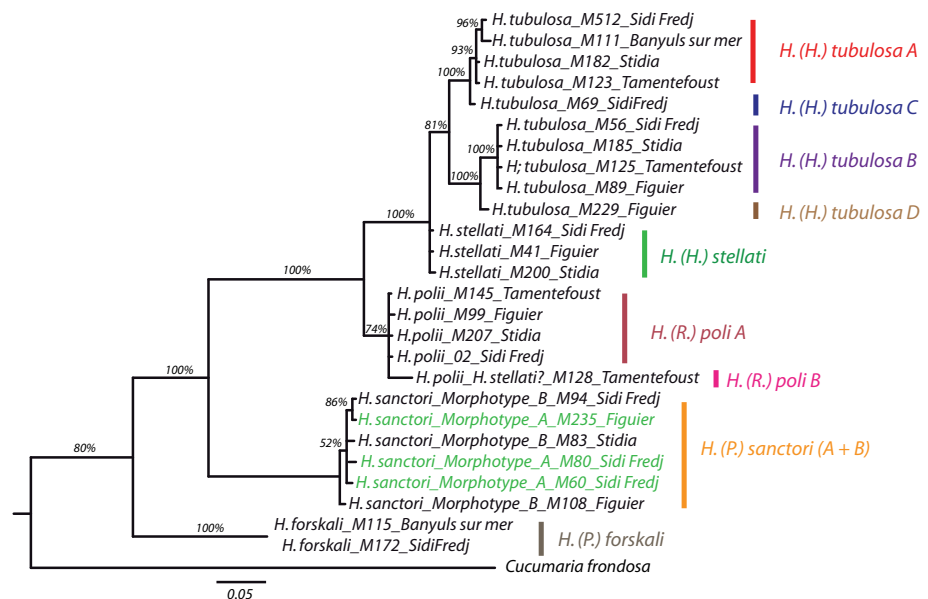 96%
H.tubulosa_M512_Sidi Fredj
H.tubulosa_M111_Banyuls sur mer
H. (H.) tubulosa A
93%
H.tubulosa_M182_Stidia
100%
H.tubulosa_M123_Tamentefoust
H.tubulosa_M69_SidiFredj
H. (H.) tubulosa C
81%
H.tubulosa_M56_Sidi Fredj
100%
H.tubulosa_M185_Stidia
H; tubulosa_M125_Tamentefoust
H. (H.) tubulosa B
100%
H.tubulosa_M89_Figuier
H.tubulosa_M229_Figuier
H. (H.) tubulosa D
100%
H.stellati_M164_Sidi Fredj
H.stellati_M41_Figuier
H. (H.) stellati
H.stellati_M200_Stidia
100%
H.polii_M145_Tamentefoust
H.polii_M99_Figuier
74%
H.polii_M207_Stidia
H. (R.) poli A
H.polii_02_Sidi Fredj
100%
H.polii_H.stellati?_M128_Tamentefoust
H. (R.) poli B
86%
H.sanctori_Morphotype_B_M94_Sidi Fredj
H.sanctori_Morphotype_A_M235_Figuier
52%
H.sanctori_Morphotype_B_M83_Stidia
H. (P.) sanctori (A + B)
80%
H.sanctori_Morphotype_A_M80_Sidi Fredj
H.sanctori_Morphotype_A_M60_Sidi Fredj
H.sanctori_Morphotype_B_M108_Figuier
100%
H.forskali_M115_Banyuls sur mer
H. (P.) forskali
H.forskali_M172_SidiFredj
Cucumaria frondosa
0.05